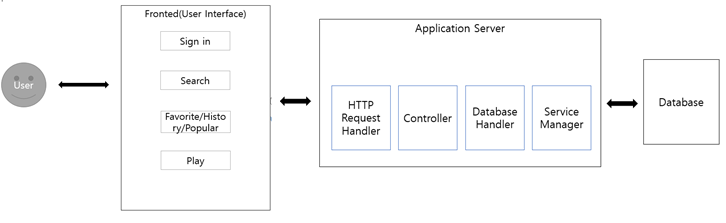 User
Fronted(User Interface)
Sign in
Search
Favorite/Histo
ry/Popular
Play
Application Server
HTTP
Request
Handler
Controller
Database
Handler
Service
Manager
Database